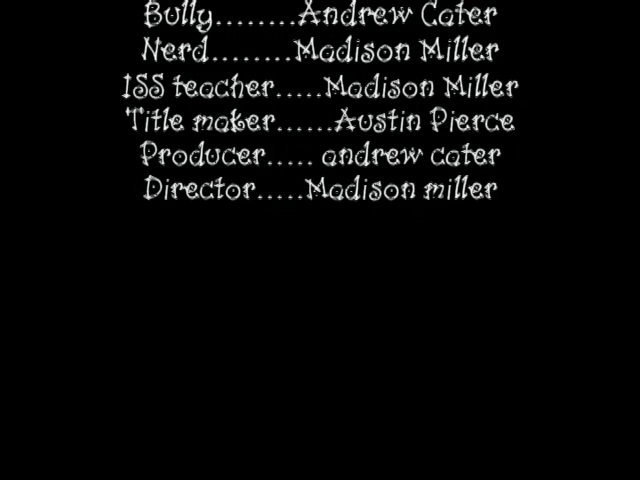 Bully........Andrew Cater
Nerd........Madison Miller
ISS teacher.....Madison Miller
Title maker......Austin Pierce
Producer..... andrew cater
Director.....Madison miller